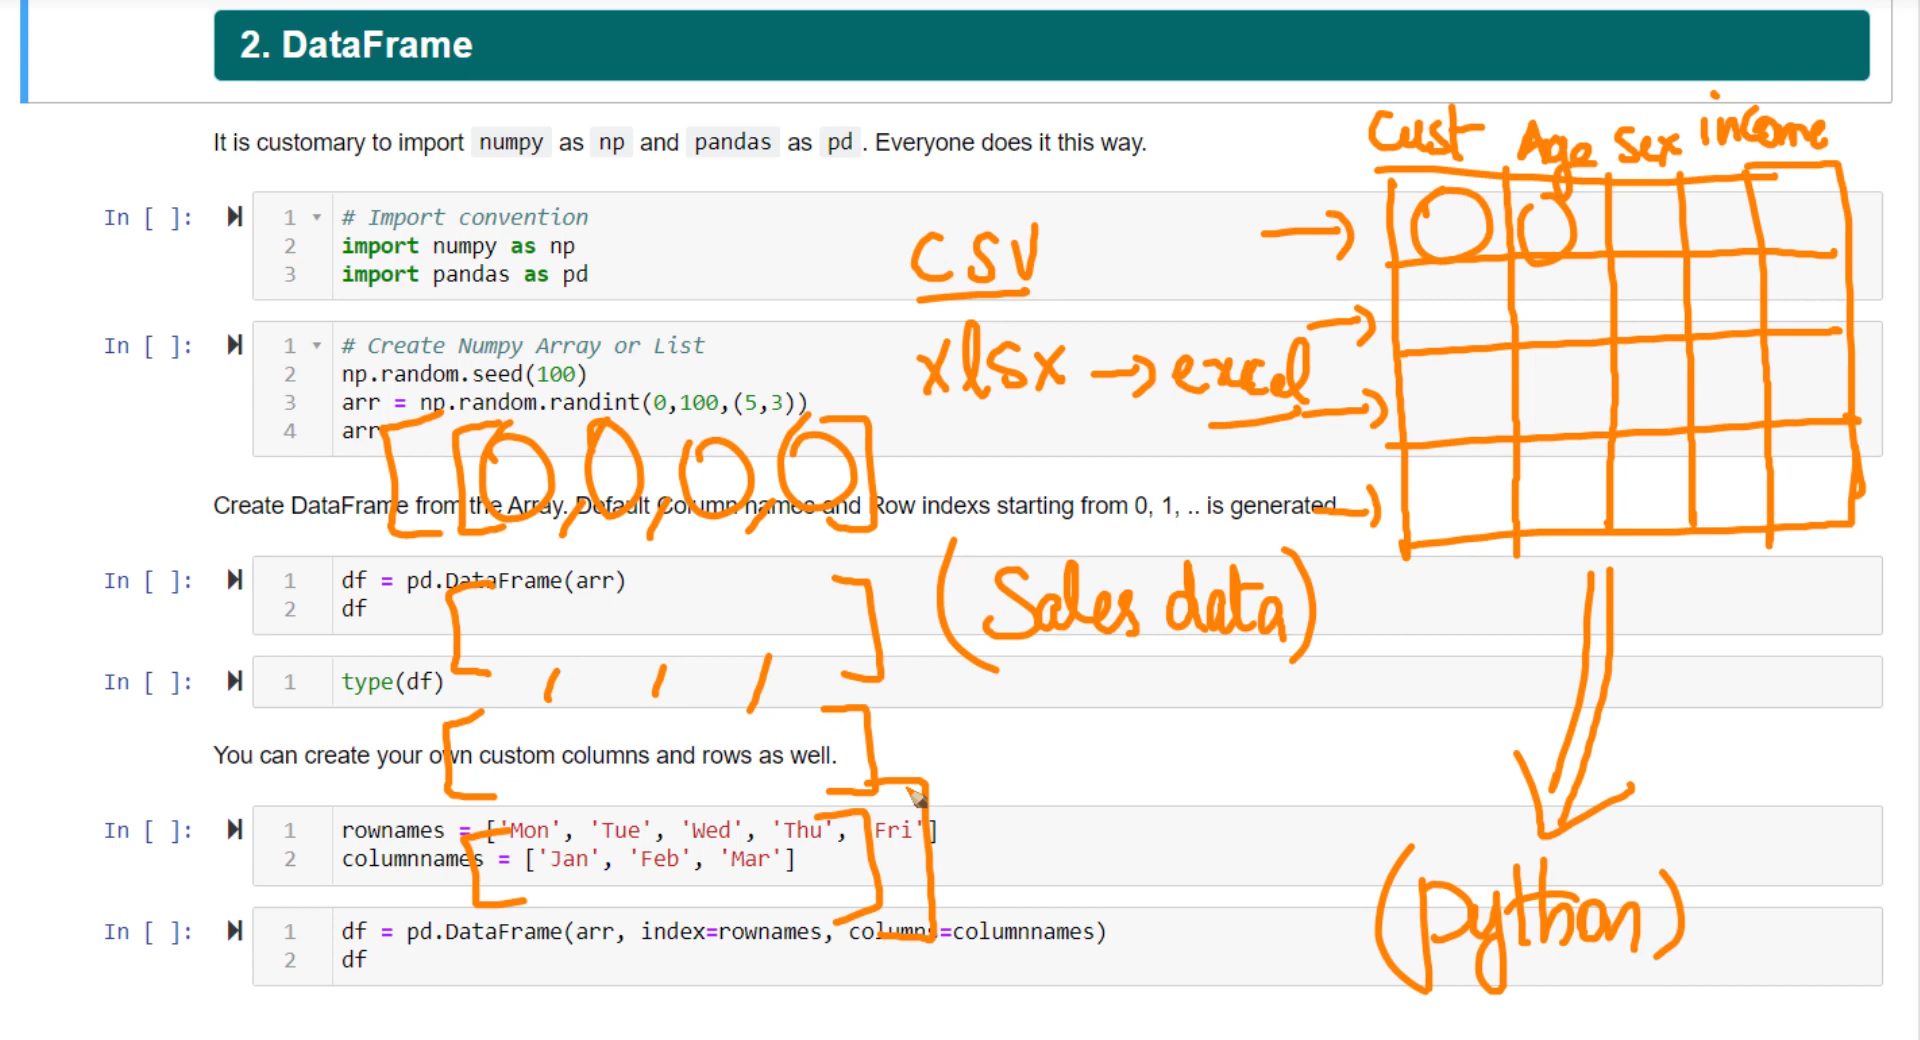 2. DataFrame
It is customary to import numpy as np and pandas as pd . Everyone does it this way.
Cust Age Sex income
In [ ]: 1 # Import convention
2 import numpy as np
3 import pandas as pd
CSV
In [ ]: 1 # Create Numpy Array or List
2 np.random.seed(100)
3 arr = np.random.randint(0,100,(5,3))
4 arr
xlsx → excel
Create DataFrame from the Array. Default Column names and Row indexs starting from 0, 1, .. is generated
In [ ]: 1 df = pd.DataFrame(arr)
2 df
(Sales data)
In [ ]: 1 type(df)
You can create your own custom columns and rows as well.
In [ ]: 1 rownames = ['Mon', 'Tue', 'Wed', 'Thu', 'Fri']
2 columnnames = ['Jan', 'Feb', 'Mar']
In [ ]: 1 df = pd.DataFrame(arr, index=rownames, columns=columnnames)
2 df
(python)